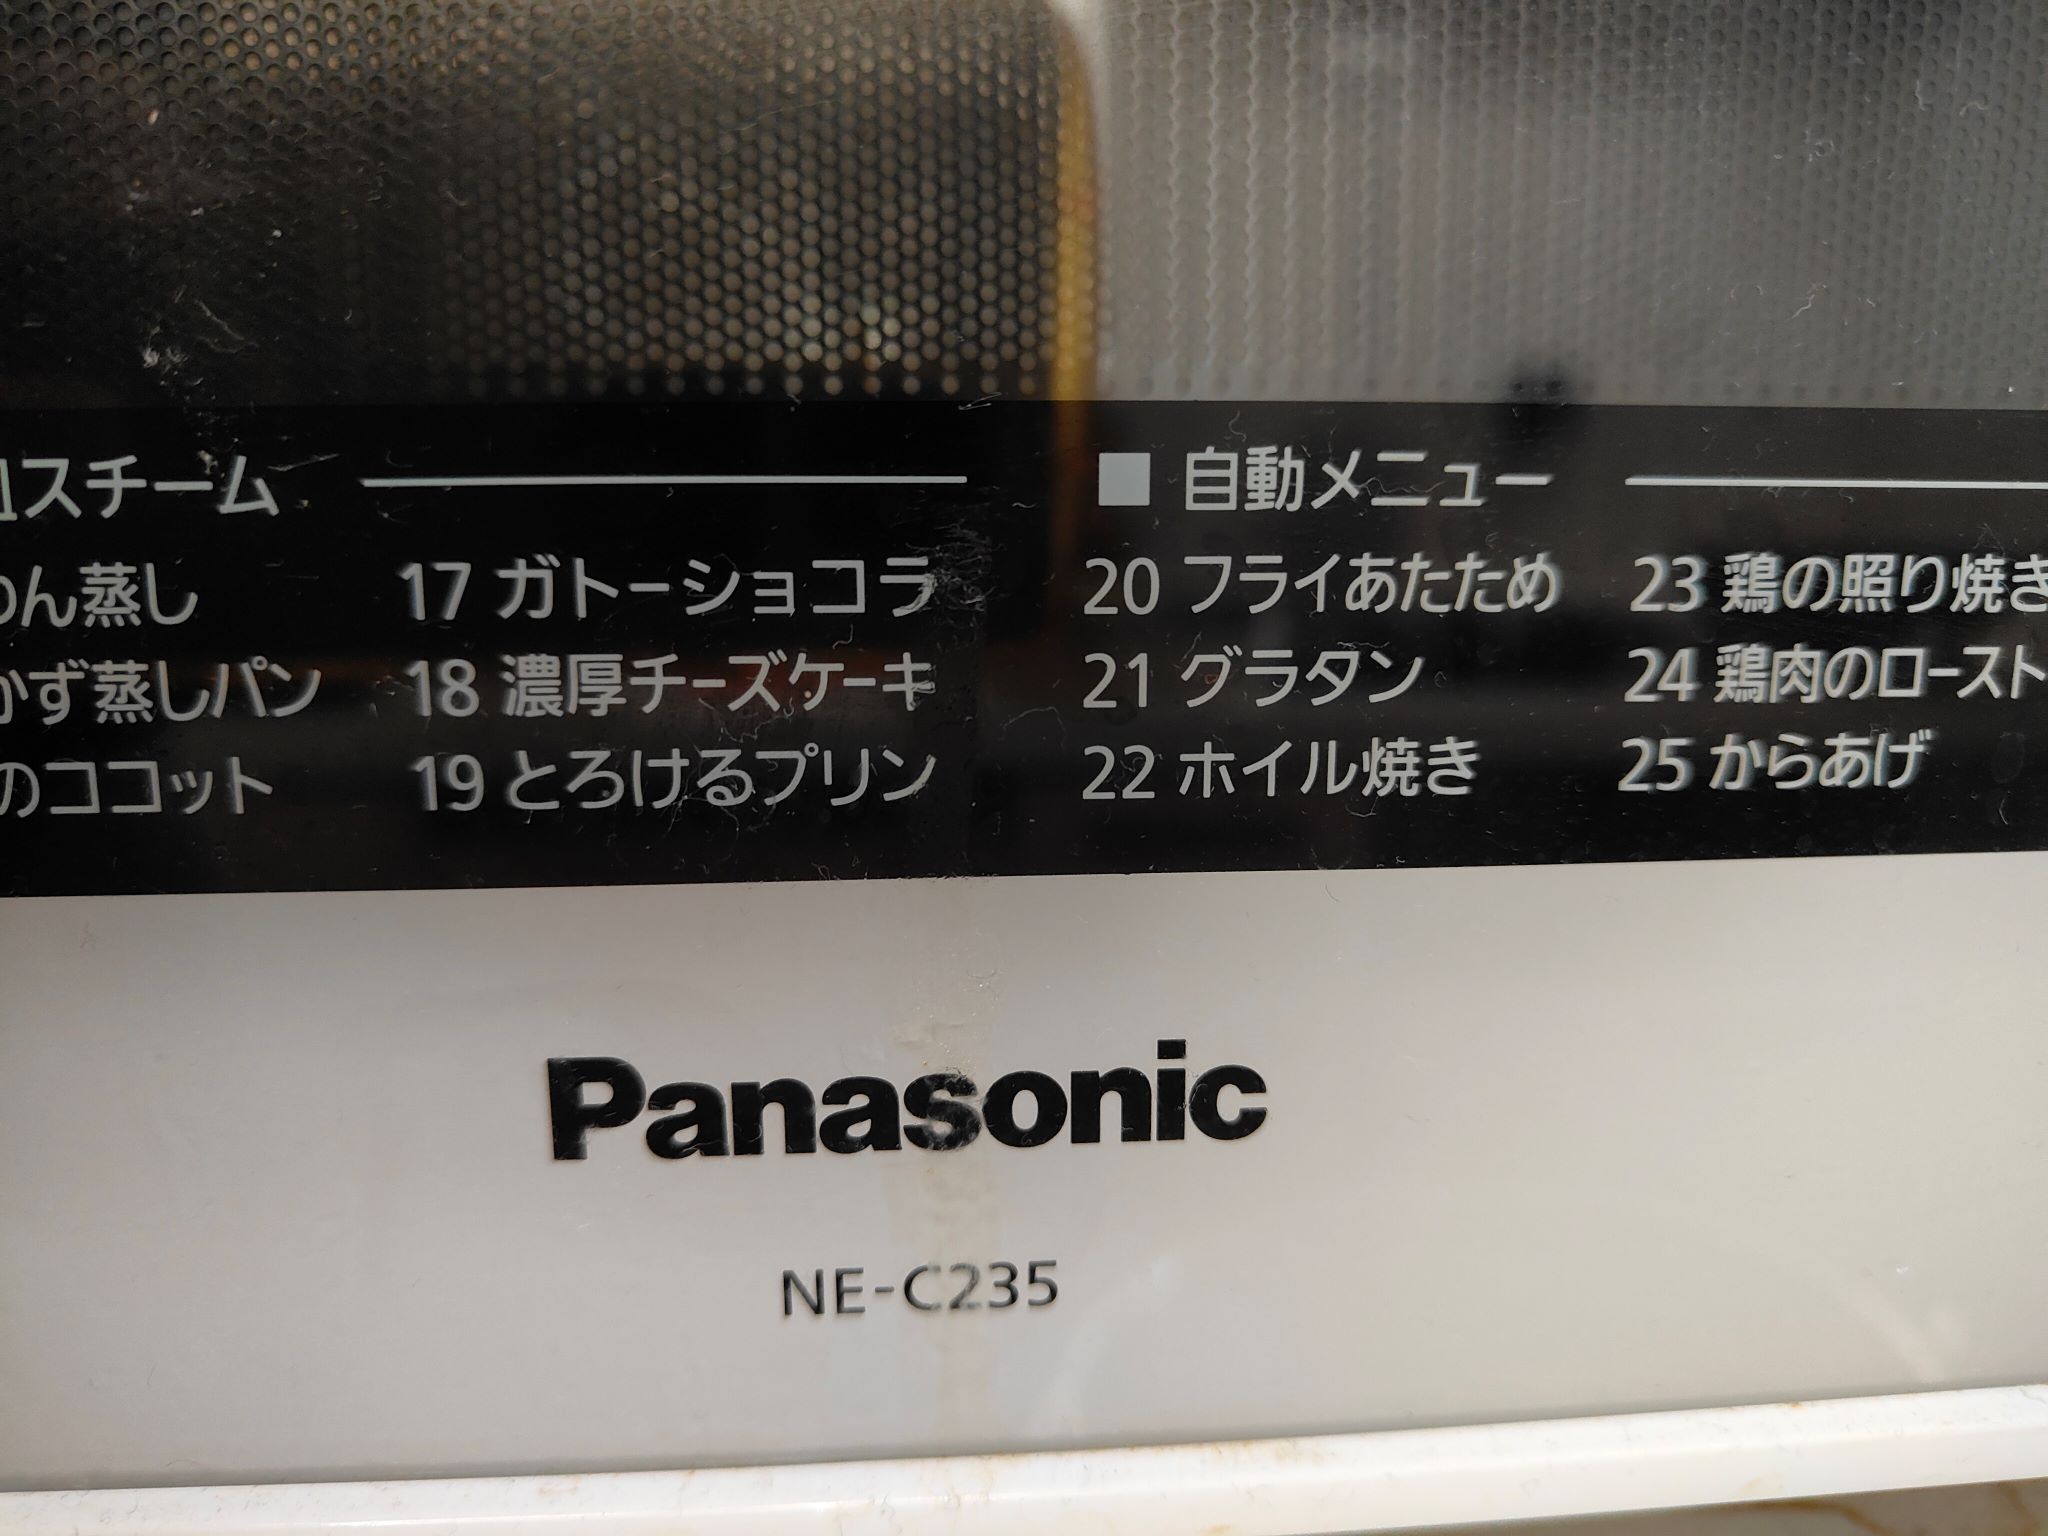 スチーム
■ 自動メニュー
ん蒸し
17 ガトーショコラ
20 フライあたため
23 鶏の照り焼き
かず蒸しパン
18 濃厚チーズケーキ
21 グラタン
24 鶏肉のロースト
のココット
19 とろけるプリン
22 ホイル焼き
25 からあげ
Panasonic
NE-C235